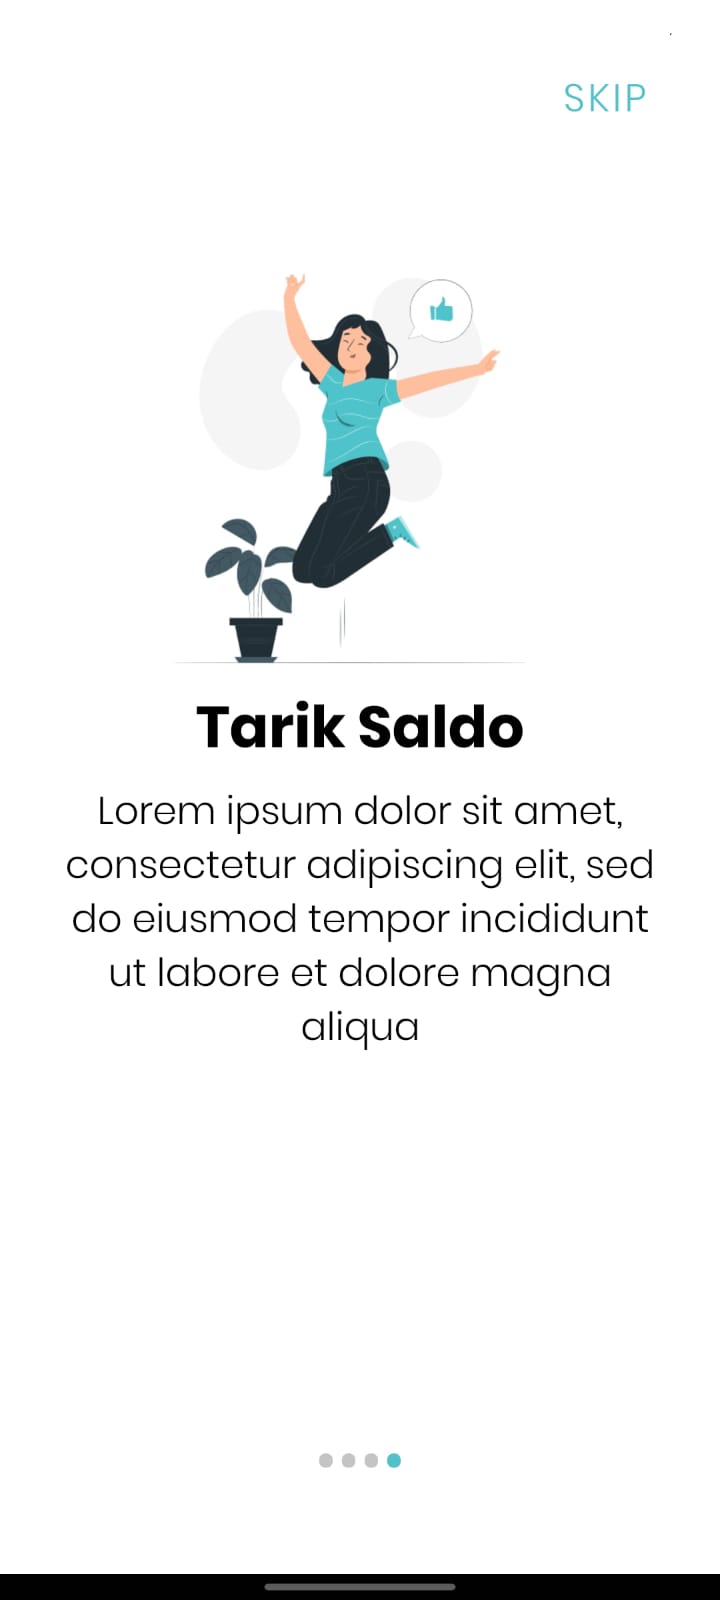 SKIP
Tarik Saldo
Lorem ipsum dolor sit amet,
consectetur adipiscing elit, sed
do eiusmod tempor incididunt
ut labore et dolore magna
aliqua